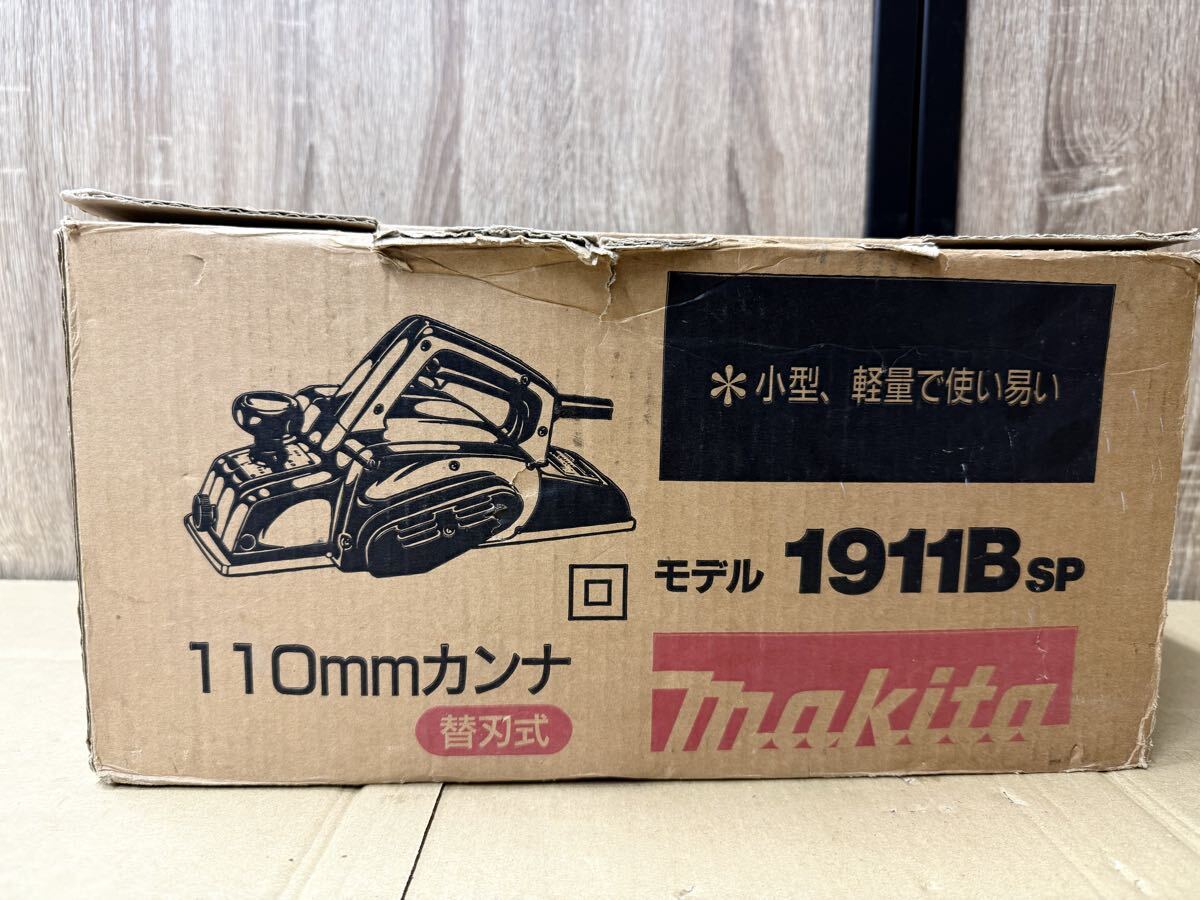 ＊小型、軽量で使い易い
モデル 1911B SP
110mmカンナ
替刃式
makita